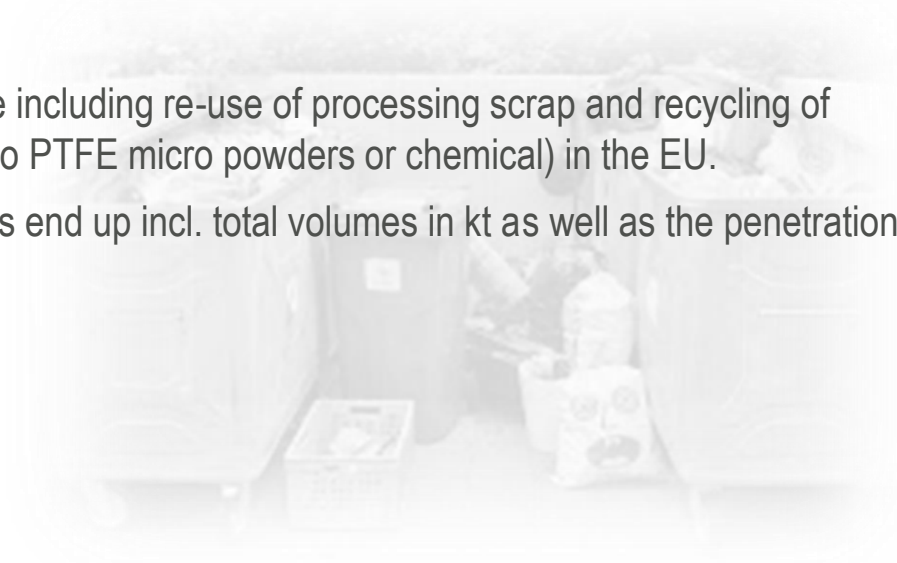 e including re-use of processing scrap and recycling of
o PTFE micro powders or chemical) in the EU.
s end up incl. total volumes in kt as well as the penetration